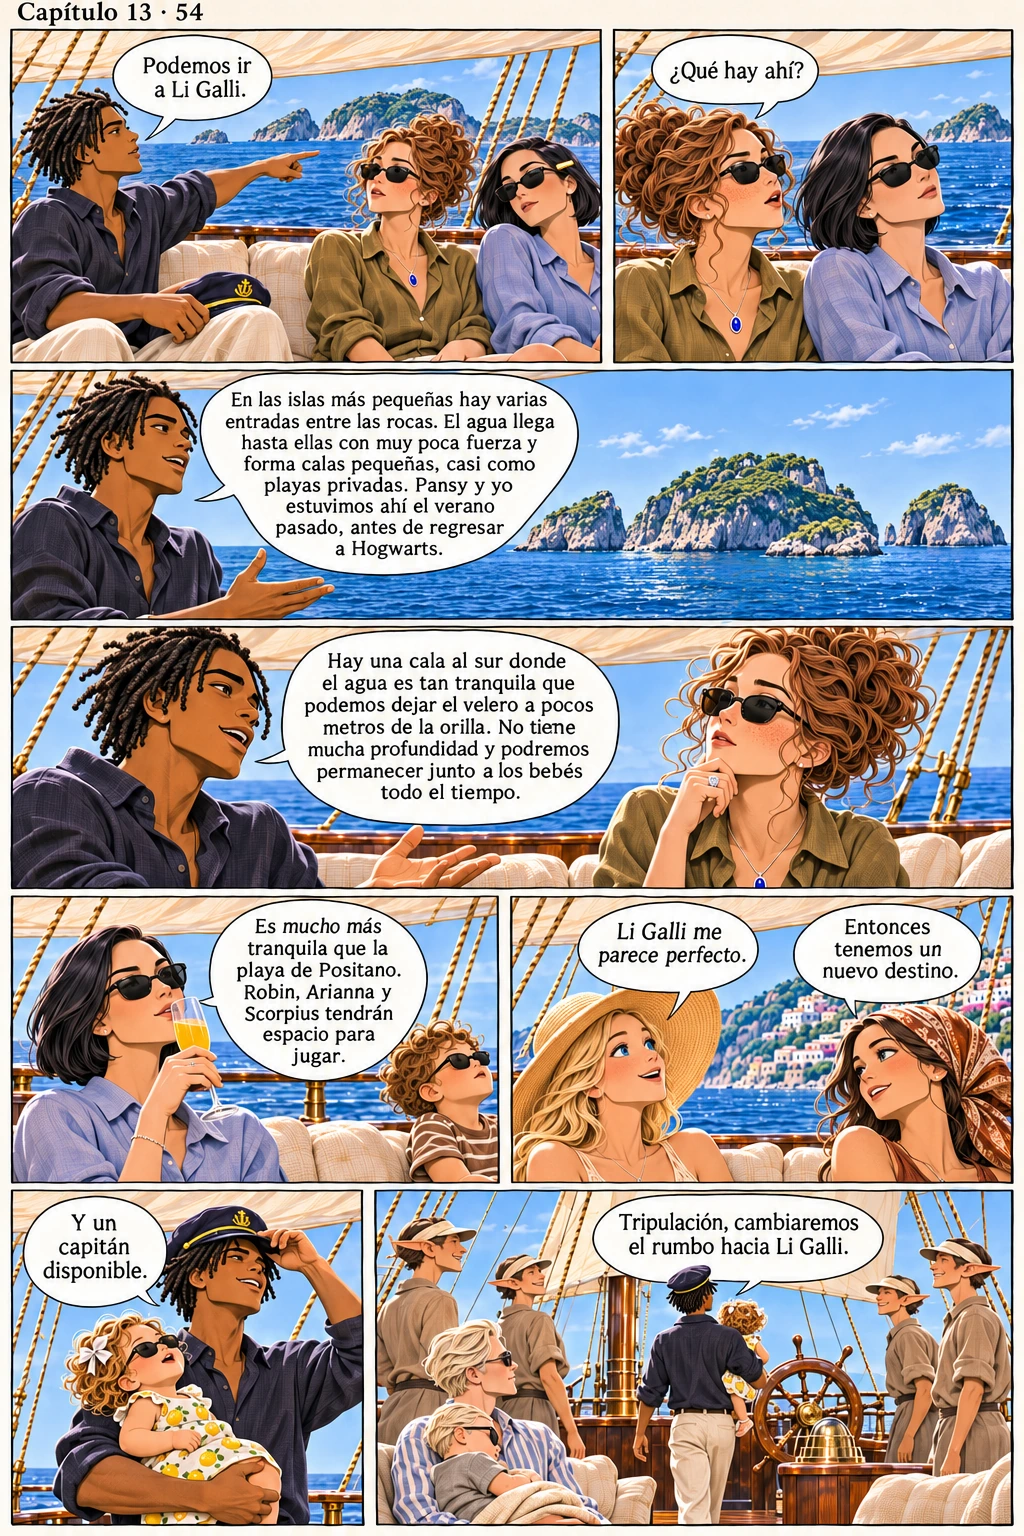 Capítulo 13 · 54
Podemos ir
a Li Galli.
¿Qué hay ahí?
En las islas más pequeñas hay varias
entradas entre las rocas. El agua llega
hasta ellas con muy poca fuerza y
forma calas pequeñas, casi como
playas privadas. Pansy y yo
estuvimos ahí el verano
pasado, antes de regresar
a Hogwarts.
Hay una cala al sur donde
el agua es tan tranquila que
podemos dejar el velero a pocos
metros de la orilla. No tiene
mucha profundidad y podremos
permanecer junto a los bebés
todo el tiempo.
Es mucho más
tranquila que la
playa de Positano.
Robin, Arianna y
Scorpius tendrán
espacio para
jugar.
Li Galli me
parece perfecto.
Entonces
tenemos un
nuevo destino.
Y un
capitán
disponible.
Tripulación, cambiaremos
el rumbo hacia Li Galli.